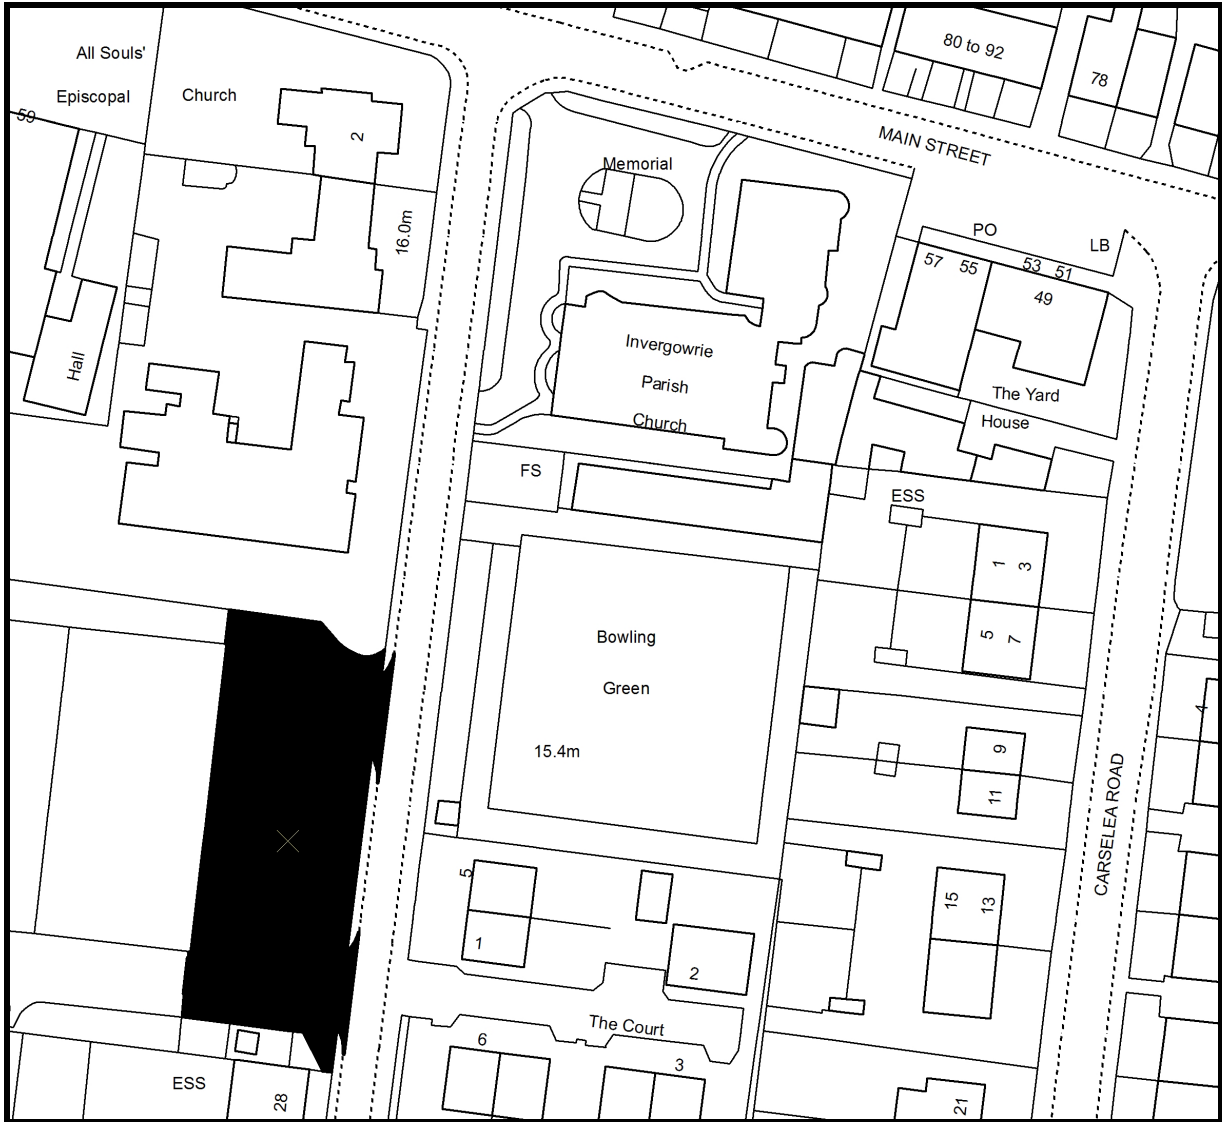 All Souls'
Episcopal
Church
59
2
16.0m
Hall
80 to 92
78
MAIN STREET
Memorial
PO
LB
57
55
53
51
49
Invergowrie
Parish
Church
The Yard
House
FS
ESS
1
3
5
7
Bowling
Green
15.4m
9
11
4
CARSELEA ROAD
5
1
2
15
13
The Court
6
3
ESS
28
21